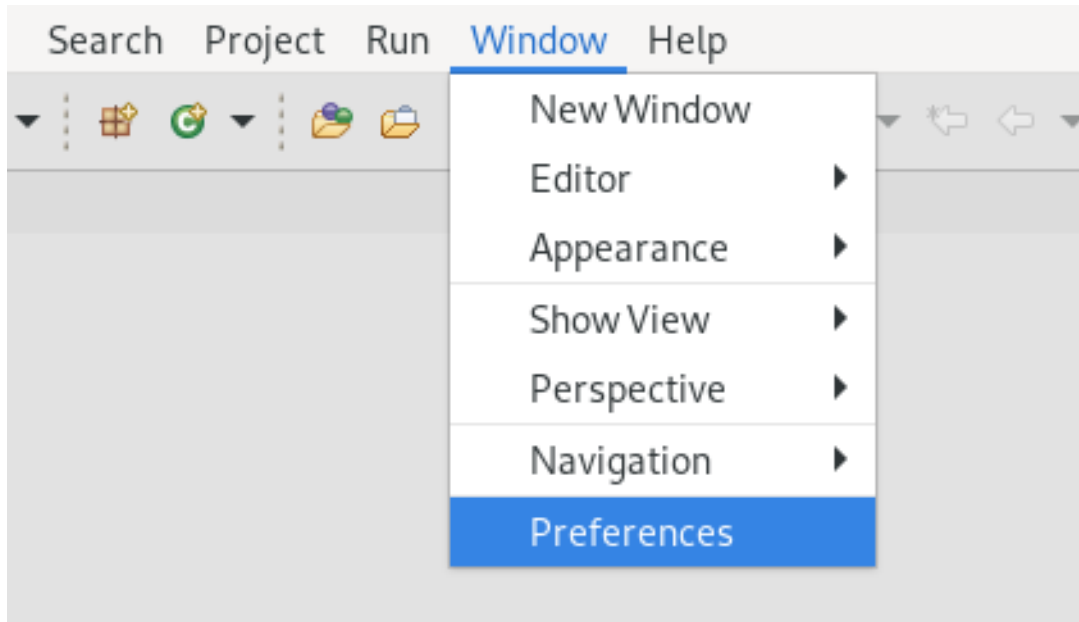 Search Project Run Window Help
New Window
Editor
Appearance
Show View
Perspective
Navigation
Preferences